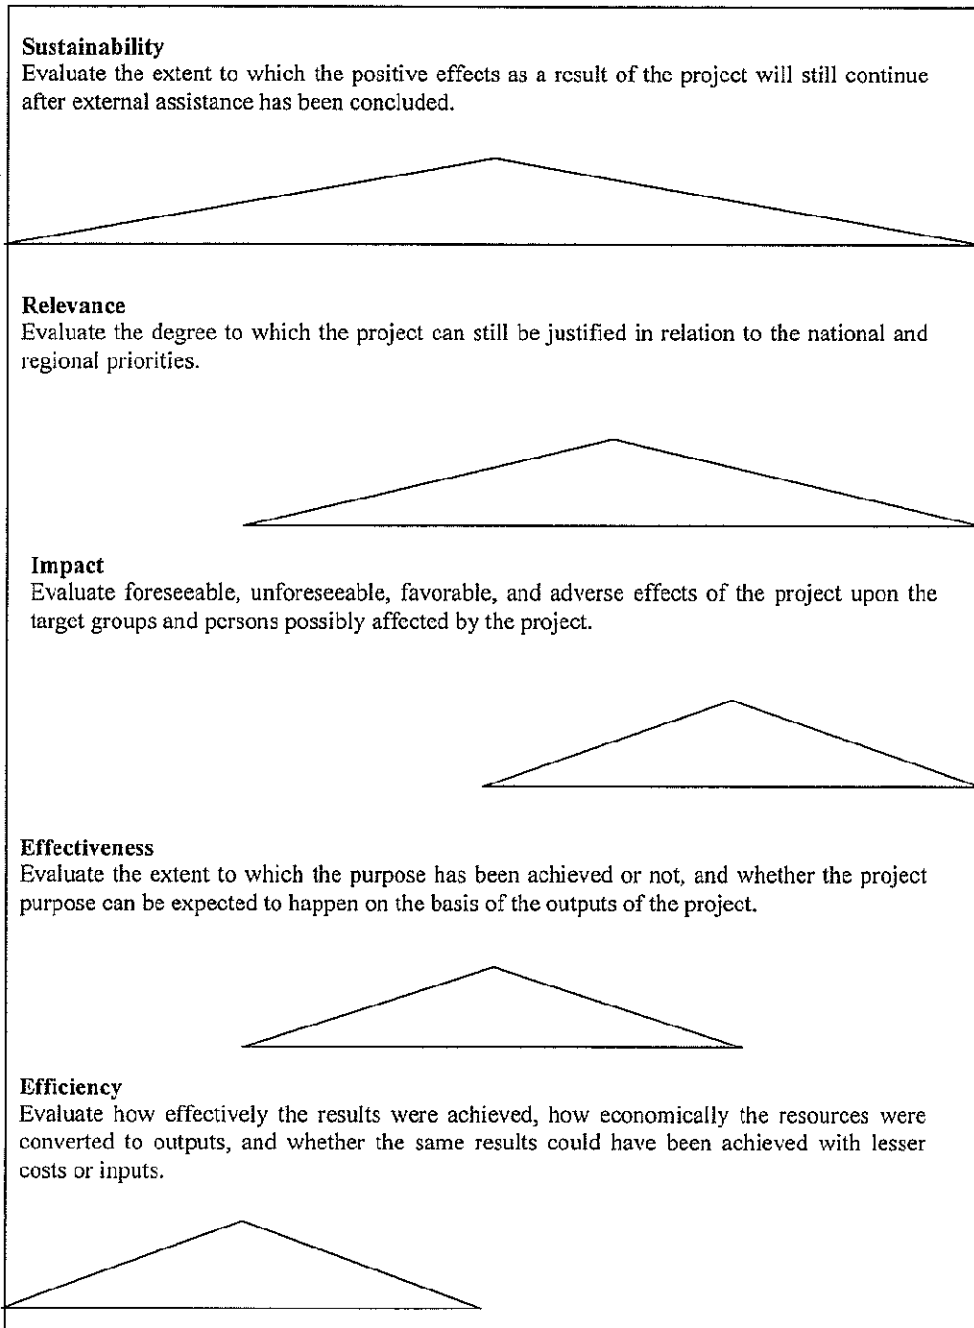 Sustainability
Evaluate the extent to which the positive effects as a result of the project will still continue
after external assistance has been concluded.
Relevance
Evaluate the degree to which the project can still be justified in relation to the national and
regional priorities.
Impact
Evaluate foreseeable, unforeseeable, favorable, and adverse effects of the project upon the
target groups and persons possibly affected by the project.
Effectiveness
Evaluate the extent to which the purpose has been achieved or not, and whether the project
purpose can be expected to happen on the basis of the outputs of the project.
Efficiency
Evaluate how effectively the results were achieved, how economically the resources were
converted to outputs, and whether the same results could have been achieved with lesser
costs or inputs.